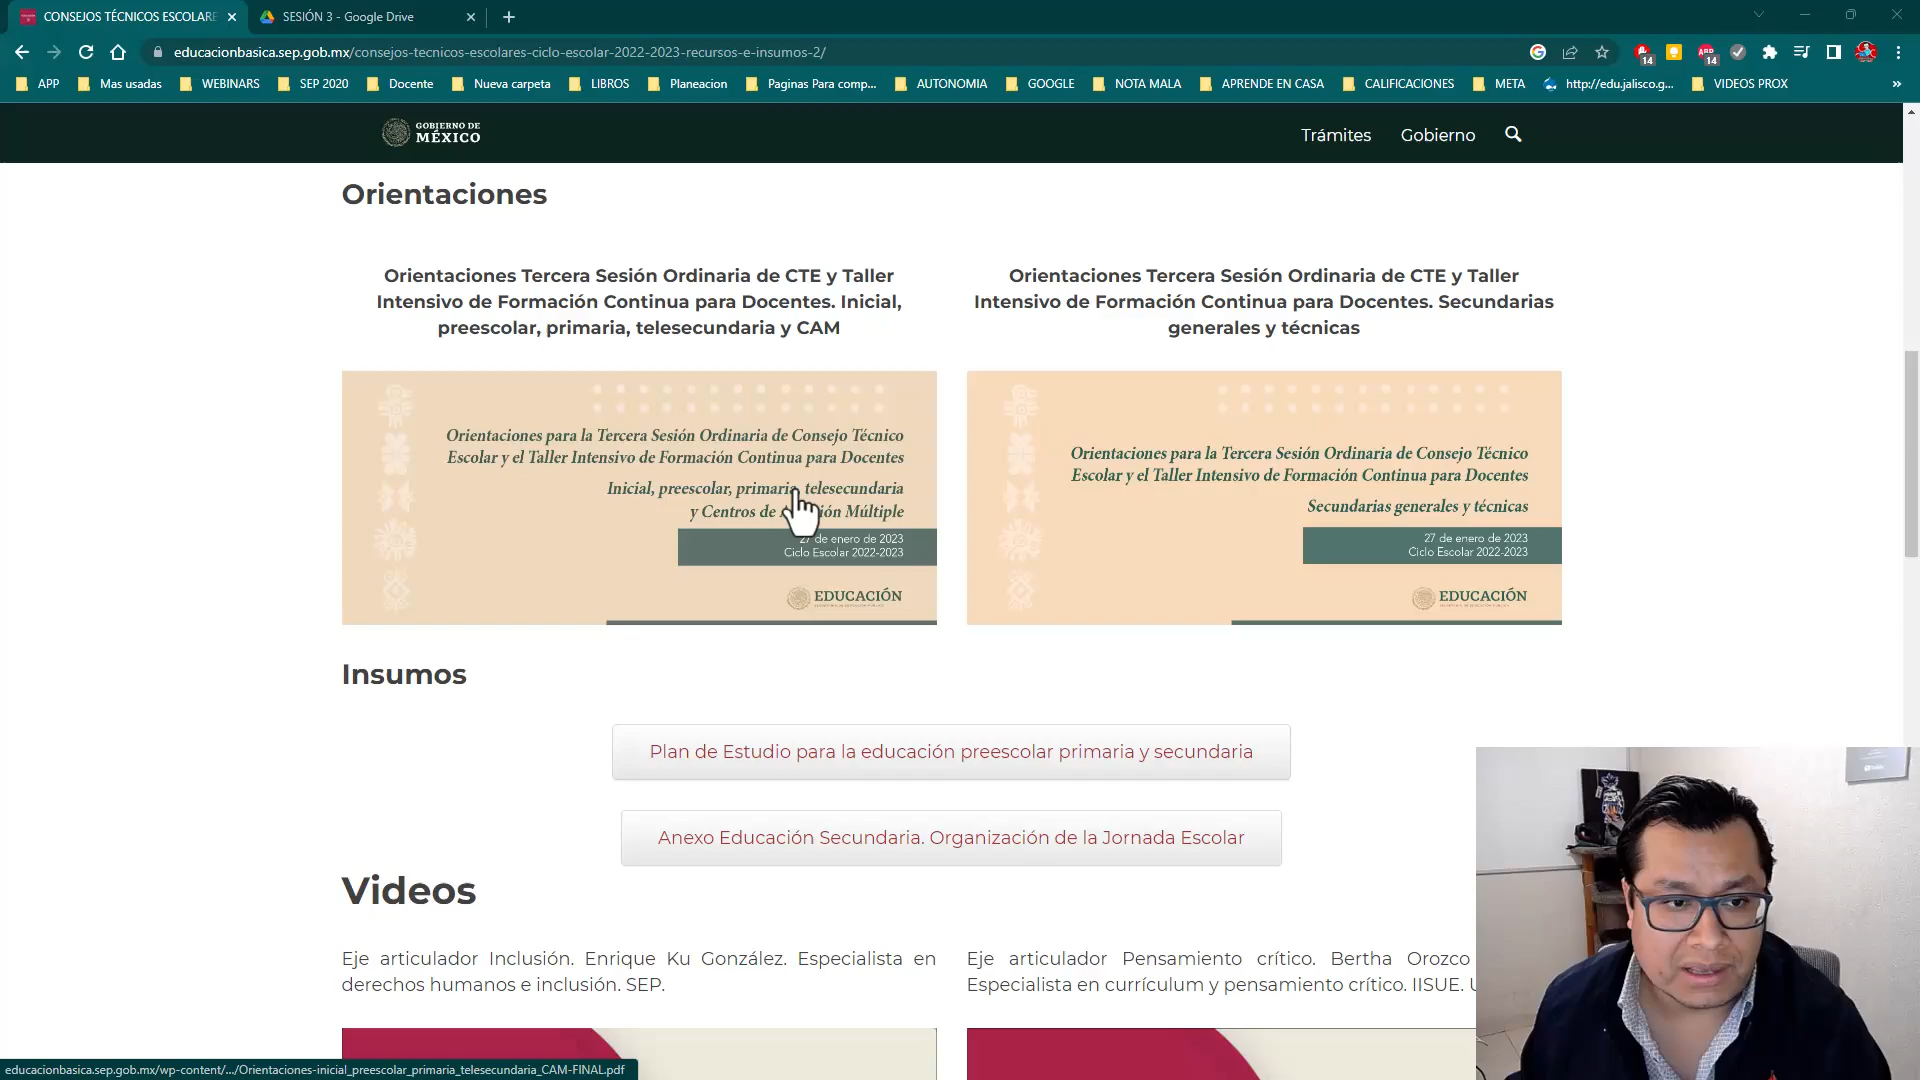 CONSEJOS TÉCNICOS ESCOLARE
SESIÓN 3 - Google Drive
educacionbasica.sep.gob.mx/consejos-tecnicos-escolares-ciclo-escolar-2022-2023-recursos-e-insumos-2/
14
ABP
14
APP
Mas usadas
WEBINARS
SEP 2020
Docente
Nueva carpeta
LIBROS
Planeacion
Paginas Para comp...
AUTONOMIA
GOOGLE
NOTA MALA
APRENDE EN CASA
CALIFICACIONES
META
http://edu.jalisco.g...
VIDEOS PROX
»
GOBIERNO DE
MÉXICO
Trámites
Gobierno
Orientaciones
Orientaciones Tercera Sesión Ordinaria de CTE y Taller
Intensivo de Formación Continua para Docentes. Inicial,
preescolar, primaria, telesecundaria y CAM
Orientaciones Tercera Sesión Ordinaria de CTE y Taller
Intensivo de Formación Continua para Docentes. Secundarias
generales y técnicas
Orientaciones para la Tercera Sesión Ordinaria de Consejo Técnico
Escolar y el Taller Intensivo de Formación Continua para Docentes
Inicial, preescolar, primaria, telesecundaria
y Centros de Múltiple
27 de enero de 2023
Ciclo Escolar 2022-2023
EDUCACIÓN
Orientaciones para la Tercera Sesión Ordinaria de Consejo Técnico
Escolar y el Taller Intensivo de Formación Continua para Docentes
Secundarias generales y técnicas
27 de enero de 2023
Ciclo Escolar 2022-2023
EDUCACIÓN
Insumos
Plan de Estudio para la educación preescolar primaria y secundaria
Anexo Educación Secundaria. Organización de la Jornada Escolar
Videos
Eje articulador Inclusión. Enrique Ku González. Especialista en
derechos humanos e inclusión. SEP.
Eje articulador Pensamiento crítico. Bertha Orozco
Especialista en currículum y pensamiento crítico. IISUE. U
educacionbasica.sep.gob.mx/wp-content/.../Orientaciones-inicial_preescolar_primaria_telesecundaria_CAM-FINAL.pdf